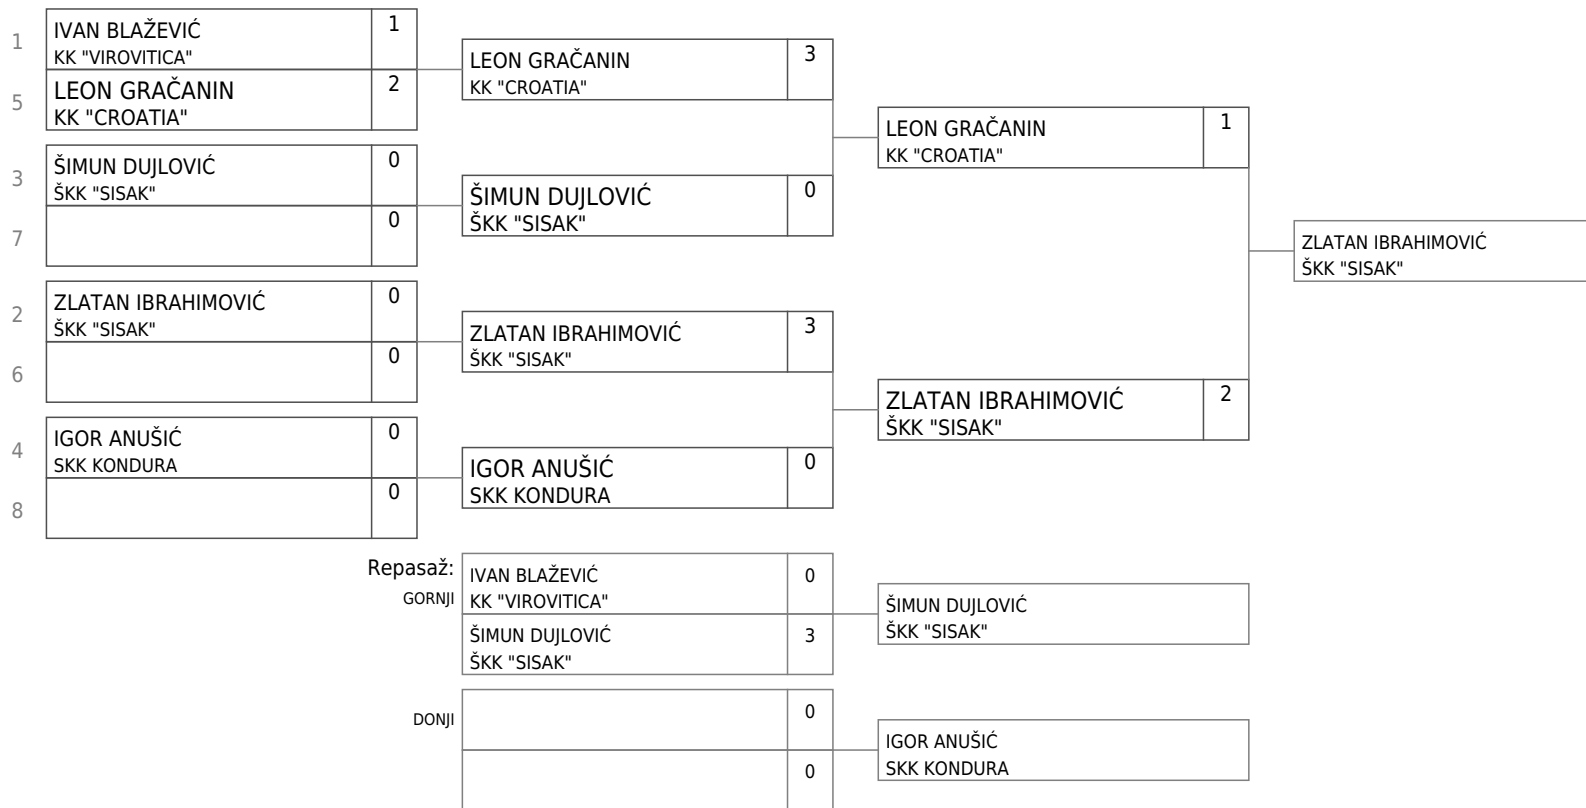 1
IVAN BLAŽEVIĆ
KK "VIROVITICA"
1
5
LEON GRAČANIN
KK "CROATIA"
2
3
ŠIMUN DUJLOVIĆ
ŠKK "SISAK"
0
7
0
2
ZLATAN IBRAHIMOVIĆ
ŠKK "SISAK"
0
6
0
4
IGOR ANUŠIĆ
SKK KONDURA
0
8
0
LEON GRAČANIN
KK "CROATIA"
3
ŠIMUN DUJLOVIĆ
ŠKK "SISAK"
0
ZLATAN IBRAHIMOVIĆ
ŠKK "SISAK"
3
IGOR ANUŠIĆ
SKK KONDURA
0
LEON GRAČANIN
KK "CROATIA"
1
ZLATAN IBRAHIMOVIĆ
ŠKK "SISAK"
2
ZLATAN IBRAHIMOVIĆ
ŠKK "SISAK"
Repasaž:
GORNJI
IVAN BLAŽEVIĆ
KK "VIROVITICA"
0
ŠIMUN DUJLOVIĆ
ŠKK "SISAK"
3
ŠIMUN DUJLOVIĆ
ŠKK "SISAK"
DONJI
0
0
IGOR ANUŠIĆ
SKK KONDURA